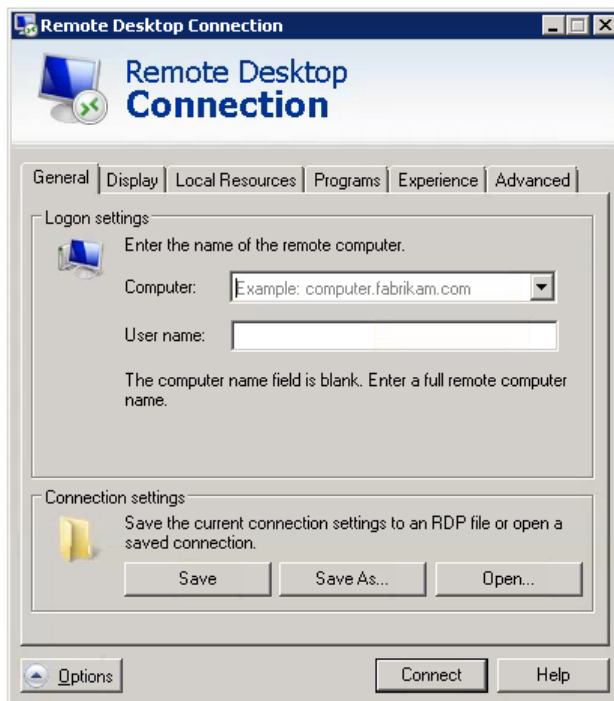 Remote Desktop Connection
Remote Desktop
Connection
General Display Local Resources Programs Experience Advanced
Logon settings
Enter the name of the remote computer.
Computer: Example: computer.fabrikam.com
User name:
The computer name field is blank. Enter a full remote computer
name.
Connection settings
Save the current connection settings to an RDP file or open a
saved connection.
Save Save As... Open...
Options Connect Help